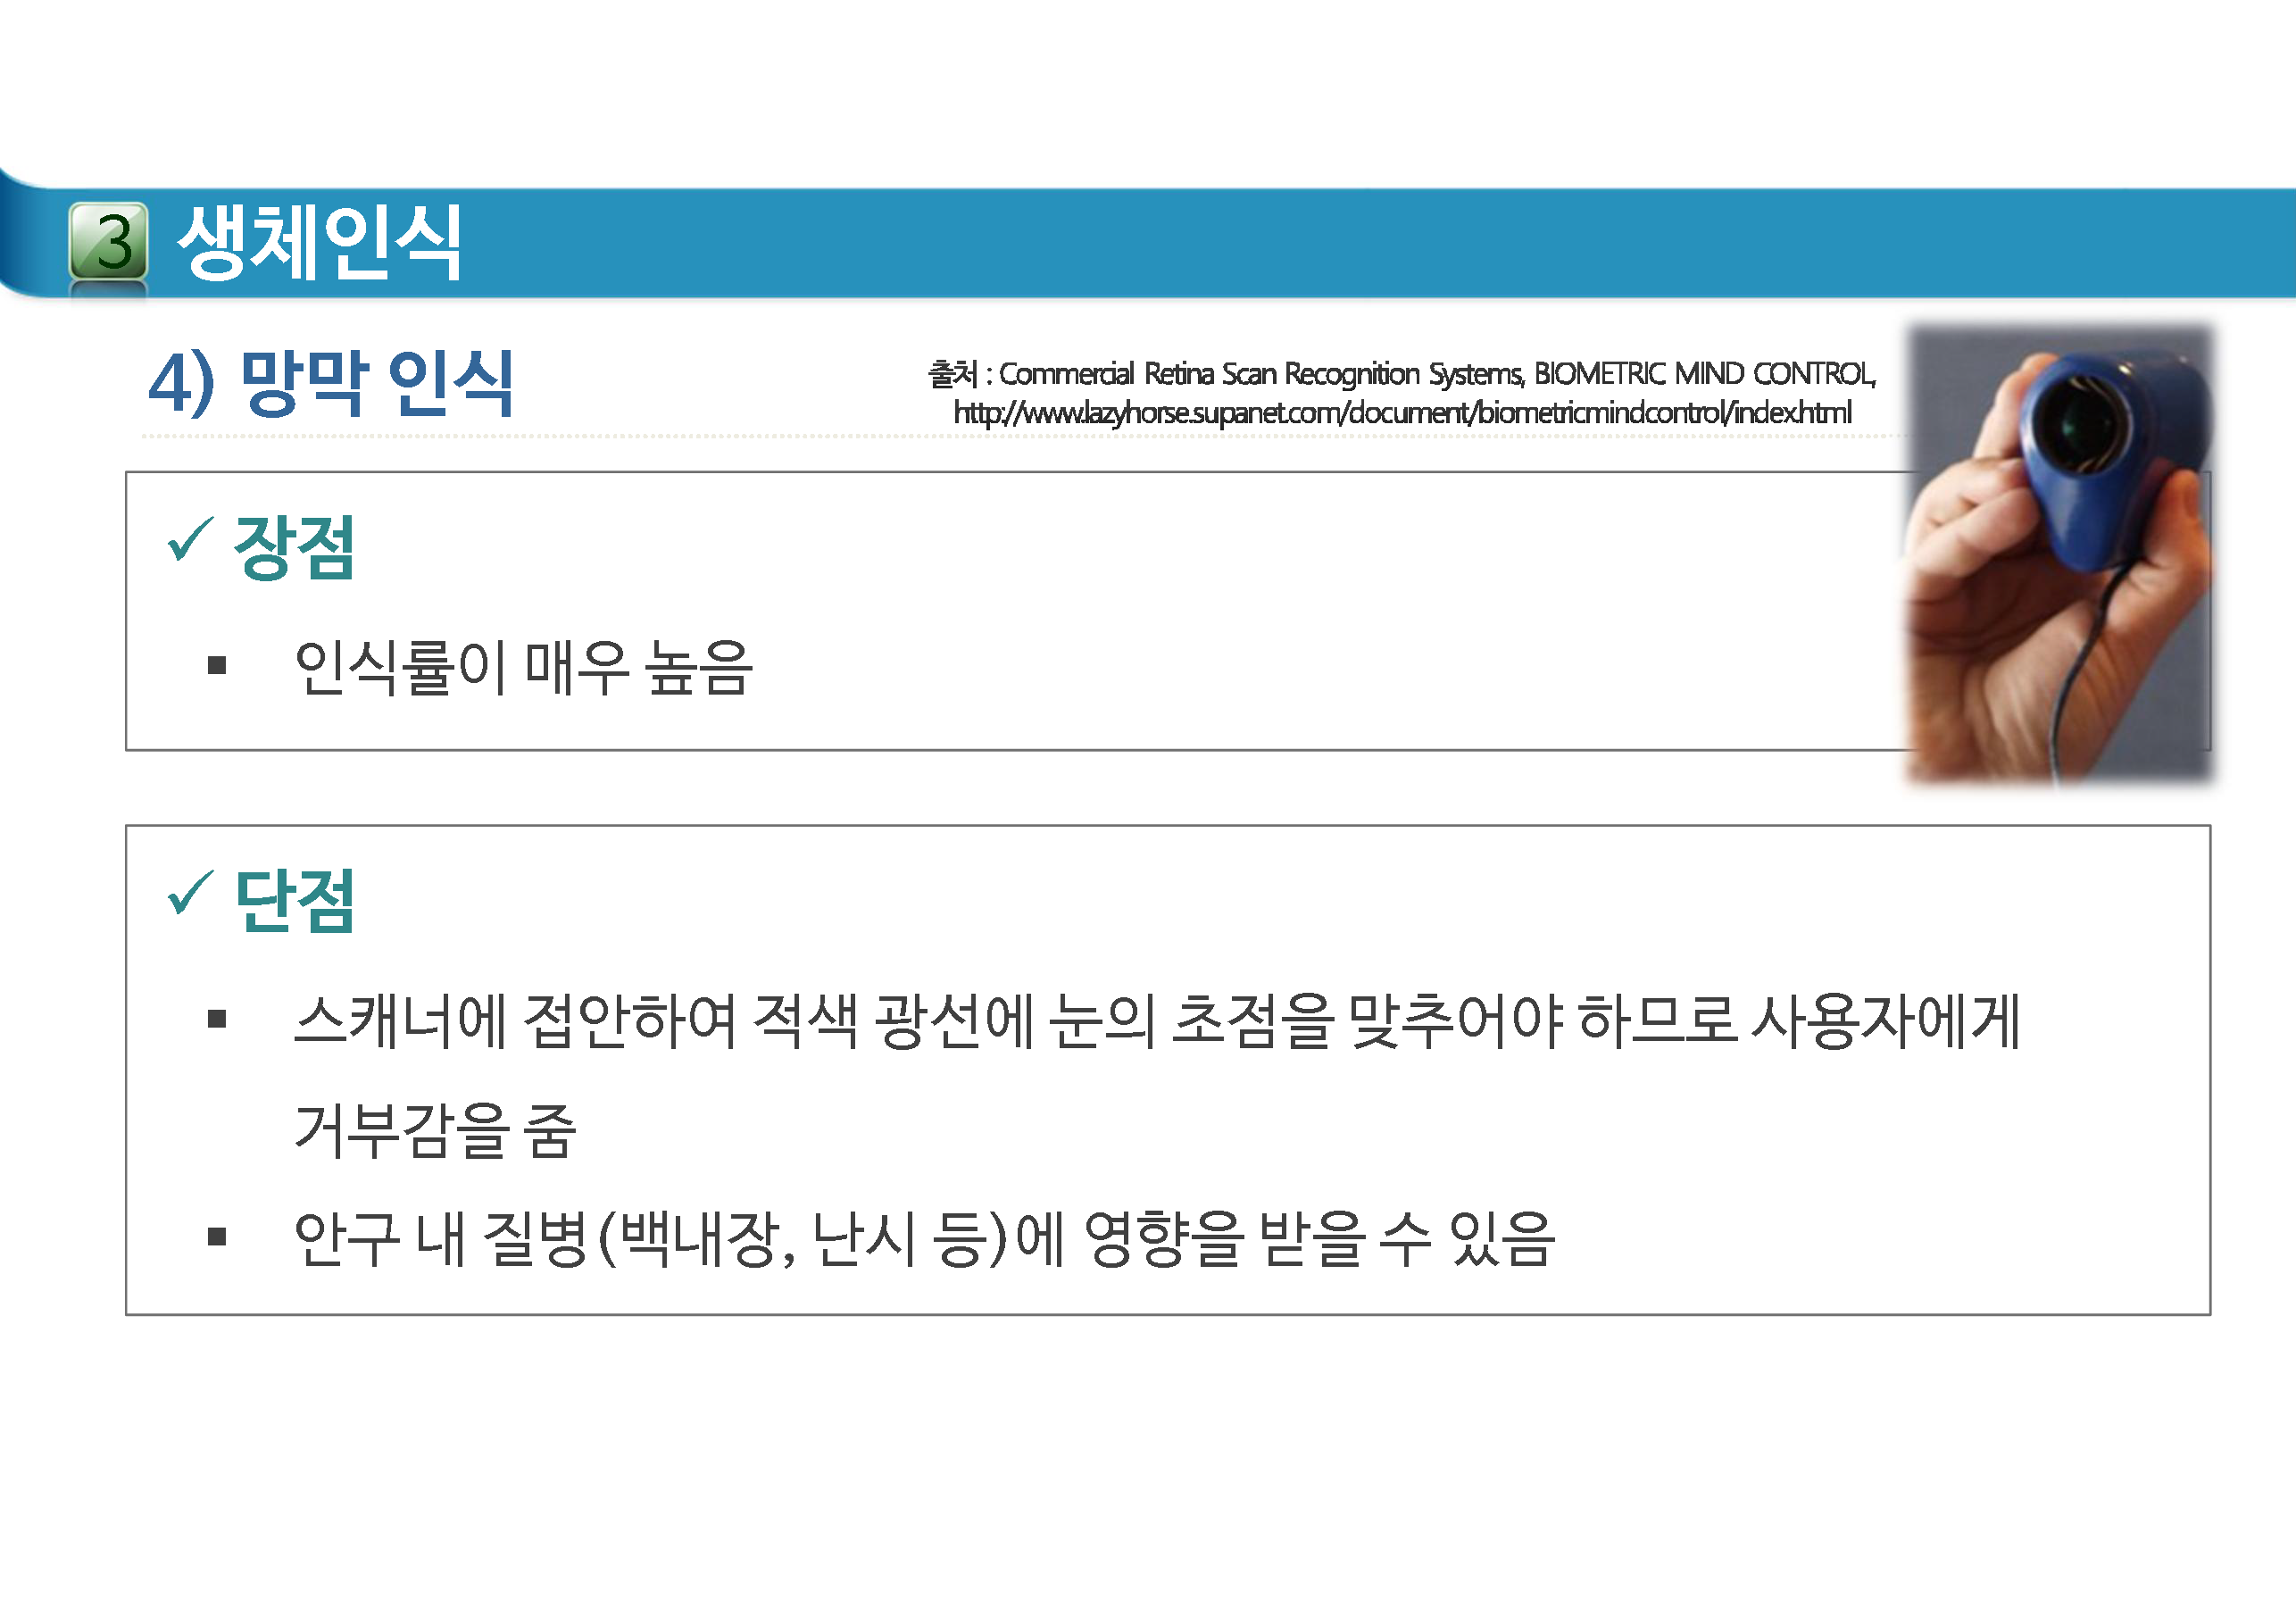 3 생체인식
4) 망막 인식
출처 : Commercial Retina Scan Recognition Systems, BIOMETRIC MIND CONTROL,
http://www.lazyhorse.supanet.com/document/biometricmindcontrol/index.html
✓ 장점
▪ 인식률이 매우 높음
✓ 단점
▪ 스캐너에 접안하여 적색 광선에 눈의 초점을 맞추어야 하므로 사용자에게
거부감을 줌
▪ 안구 내 질병(백내장, 난시 등)에 영향을 받을 수 있음